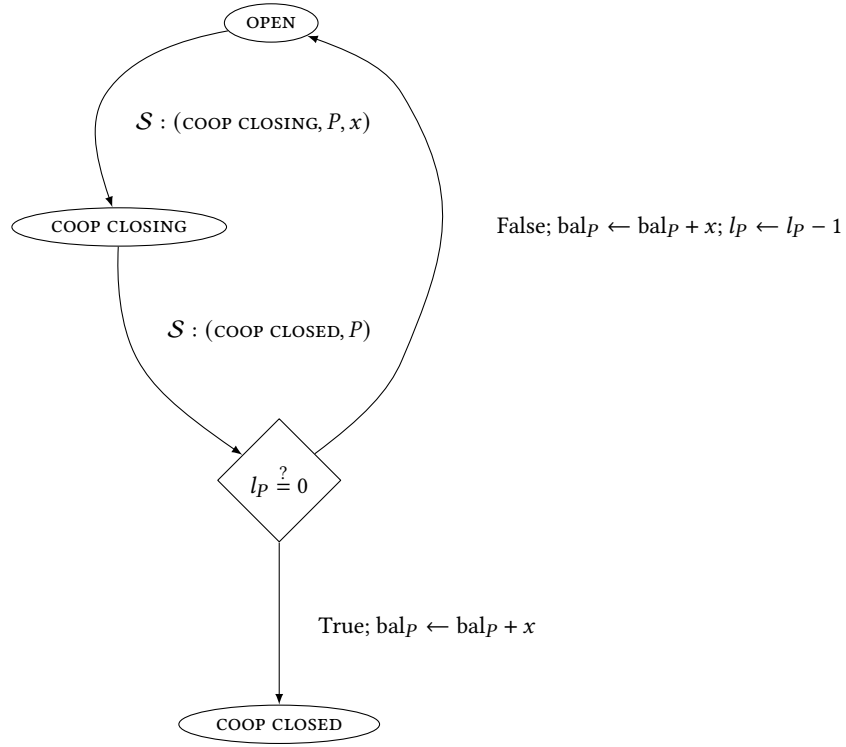 OPEN
𝒮 : (COOP CLOSING, P, x)
COOP CLOSING
False; bal_P ← bal_P + x; l_P ← l_P − 1
𝒮 : (COOP CLOSED, P)
l_P ≟ 0
True; bal_P ← bal_P + x
COOP CLOSED